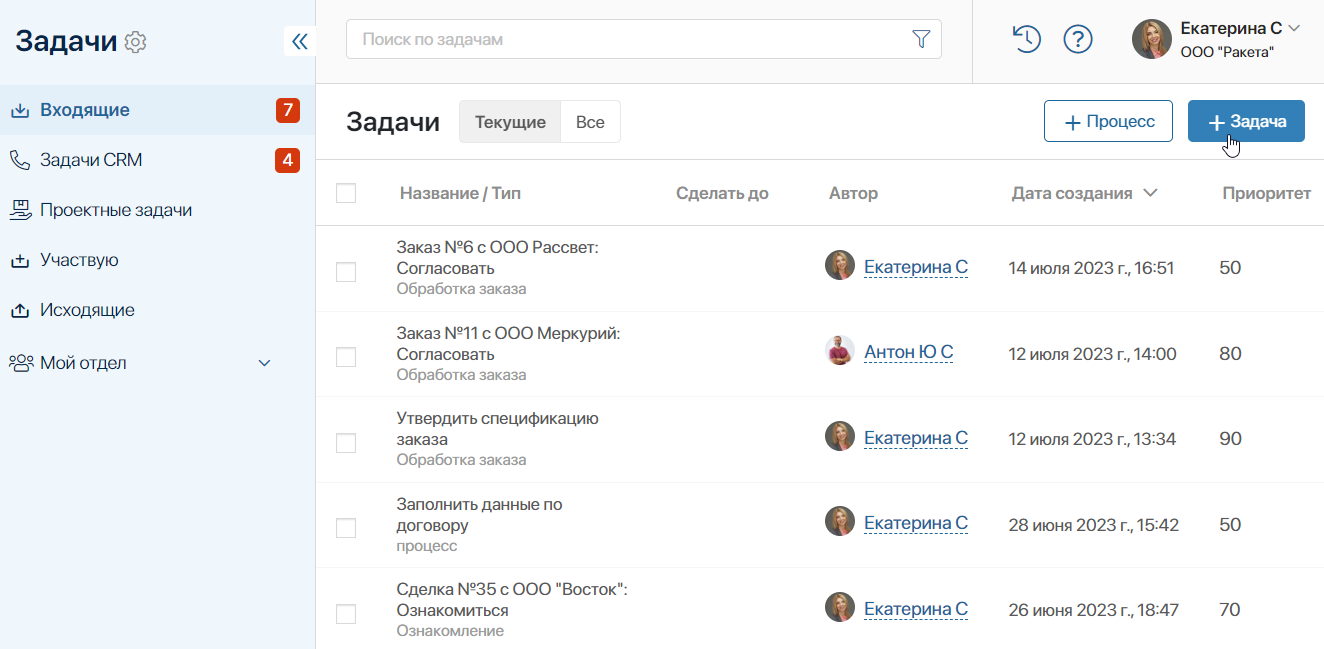 Задачи
Поиск по задачам
?
Екатерина С
ООО "Ракета"
Входящие 7
Задачи CRM 4
Проектные задачи
Участвую
Исходящие
Мой отдел
Задачи Текущие Все + Процесс + Задача
Название / Тип Сделать до Автор Дата создания Приоритет
Заказ №6 с ООО Рассвет:
Согласовать
Обработка заказа
Екатерина С 14 июля 2023 г., 16:51 50
Заказ №11 с ООО Меркурий:
Согласовать
Обработка заказа
Антон Ю С 12 июля 2023 г., 14:00 80
Утвердить спецификацию
заказа
Обработка заказа
Екатерина С 12 июля 2023 г., 13:34 90
Заполнить данные по
договору
процесс
Екатерина С 28 июня 2023 г., 15:42 50
Сделка №35 с ООО "Восток":
Ознакомиться
Ознакомление
Екатерина С 26 июня 2023 г., 18:47 70